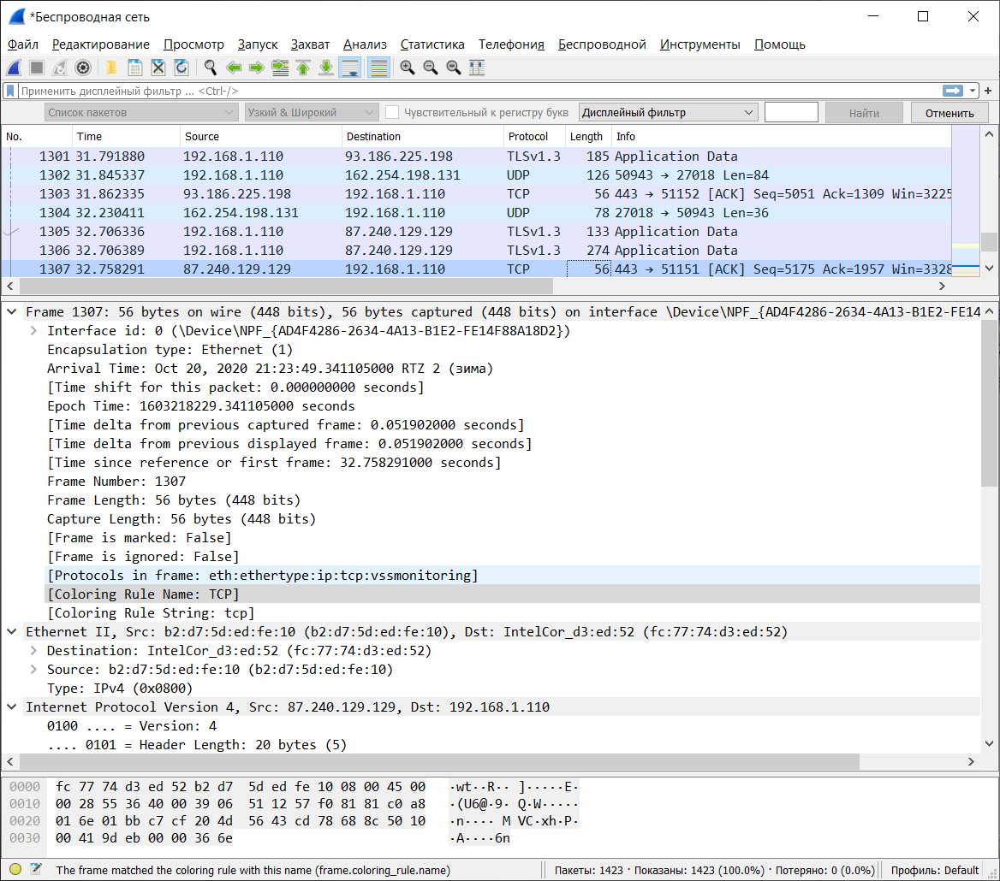 *Беспроводная сеть
Файл Редактирование Просмотр Запуск Захват Анализ Статистика Телефония Беспроводной Инструменты Помощь
Применить дисплейный фильтр ... <Ctrl-/>
Список пакетов Узкий & Широкий Чувствительный к регистру букв Дисплейный фильтр Найти Отменить
No. Time Source Destination Protocol Length Info
1301 31.791880 192.168.1.110 93.186.225.198 TLSv1.3 185 Application Data
1302 31.845337 192.168.1.110 162.254.198.131 UDP 126 50943 → 27018 Len=84
1303 31.862335 93.186.225.198 192.168.1.110 TCP 56 443 → 51152 [ACK] Seq=5051 Ack=1309 Win=3225
1304 32.230411 162.254.198.131 192.168.1.110 UDP 78 27018 → 50943 Len=36
1305 32.706336 192.168.1.110 87.240.129.129 TLSv1.3 133 Application Data
1306 32.706389 192.168.1.110 87.240.129.129 TLSv1.3 274 Application Data
1307 32.758291 87.240.129.129 192.168.1.110 TCP 56 443 → 51151 [ACK] Seq=5175 Ack=1957 Win=3328
Frame 1307: 56 bytes on wire (448 bits), 56 bytes captured (448 bits) on interface \Device\NPF_{AD4F4286-2634-4A13-B1E2-FE14
Interface id: 0 (\Device\NPF_{AD4F4286-2634-4A13-B1E2-FE14F88A18D2})
Encapsulation type: Ethernet (1)
Arrival Time: Oct 20, 2020 21:23:49.341105000 RTZ 2 (зима)
[Time shift for this packet: 0.000000000 seconds]
Epoch Time: 1603218229.341105000 seconds
[Time delta from previous captured frame: 0.051902000 seconds]
[Time delta from previous displayed frame: 0.051902000 seconds]
[Time since reference or first frame: 32.758291000 seconds]
Frame Number: 1307
Frame Length: 56 bytes (448 bits)
Capture Length: 56 bytes (448 bits)
[Frame is marked: False]
[Frame is ignored: False]
[Protocols in frame: eth:ethertype:ip:tcp:vssmonitoring]
[Coloring Rule Name: TCP]
[Coloring Rule String: tcp]
Ethernet II, Src: b2:d7:5d:ed:fe:10 (b2:d7:5d:ed:fe:10), Dst: IntelCor_d3:ed:52 (fc:77:74:d3:ed:52)
Destination: IntelCor_d3:ed:52 (fc:77:74:d3:ed:52)
Source: b2:d7:5d:ed:fe:10 (b2:d7:5d:ed:fe:10)
Type: IPv4 (0x0800)
Internet Protocol Version 4, Src: 87.240.129.129, Dst: 192.168.1.110
0100 .... = Version: 4
.... 0101 = Header Length: 20 bytes (5)
0000 fc 77 74 d3 ed 52 b2 d7 5d ed fe 10 08 00 45 00 ·wt··R·· ]·····E·
0010 00 28 55 36 40 00 39 06 51 12 57 f0 81 81 c0 a8 ·(U6@·9· Q·W·····
0020 01 6e 01 bb c7 cf 20 4d 56 43 cd 78 68 8c 50 10 ·n···· M VC·xh·P·
0030 00 41 9d eb 00 00 36 6e ·A····6n
The frame matched the coloring rule with this name (frame.coloring_rule.name) Пакеты: 1423 · Показаны: 1423 (100.0%) · Потеряно: 0 (0.0%) Профиль: Default